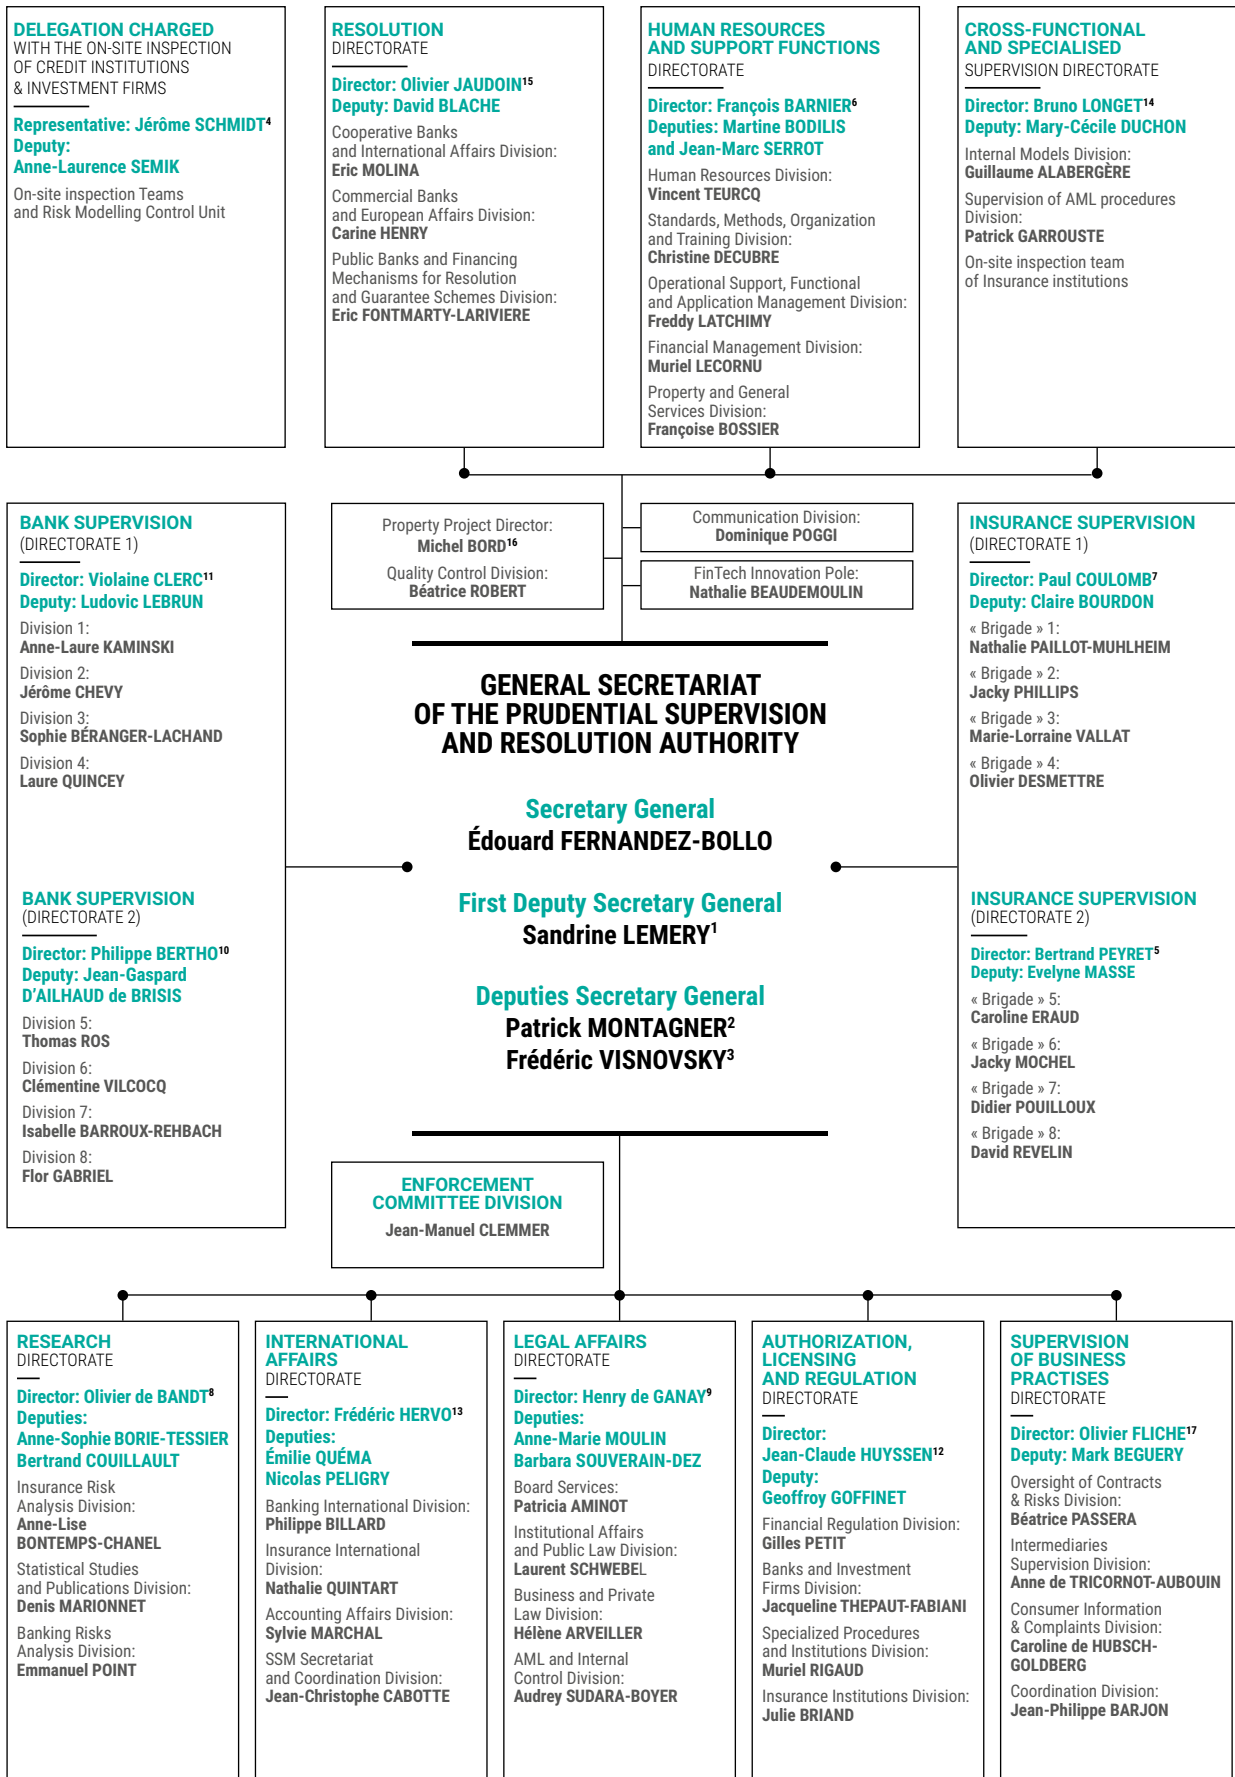 DELEGATION CHARGED
WITH THE ON-SITE INSPECTION
OF CREDIT INSTITUTIONS
& INVESTMENT FIRMS
Representative: Jérôme SCHMIDT⁴
Deputy:
Anne-Laurence SEMIK
On-site inspection Teams
and Risk Modelling Control Unit
RESOLUTION
DIRECTORATE
Director: Olivier JAUDOIN¹⁵
Deputy: David BLACHE
Cooperative Banks
and International Affairs Division:
Eric MOLINA
Commercial Banks
and European Affairs Division:
Carine HENRY
Public Banks and Financing
Mechanisms for Resolution
and Guarantee Schemes Division:
Eric FONTMARTY-LARIVIERE
HUMAN RESOURCES
AND SUPPORT FUNCTIONS
DIRECTORATE
Director: François BARNIER⁶
Deputies: Martine BODILIS
and Jean-Marc SERROT
Human Resources Division:
Vincent TEURCQ
Standards, Methods, Organization
and Training Division:
Christine DECUBRE
Operational Support, Functional
and Application Management Division:
Freddy LATCHIMY
Financial Management Division:
Muriel LECORNU
Property and General
Services Division:
Françoise BOSSIER
CROSS-FUNCTIONAL
AND SPECIALISED
SUPERVISION DIRECTORATE
Director: Bruno LONGET¹⁴
Deputy: Mary-Cécile DUCHON
Internal Models Division:
Guillaume ALABERGÈRE
Supervision of AML procedures
Division:
Patrick GARROUSTE
On-site inspection team
of Insurance institutions
BANK SUPERVISION
(DIRECTORATE 1)
Director: Violaine CLERC¹¹
Deputy: Ludovic LEBRUN
Division 1:
Anne-Laure KAMINSKI
Division 2:
Jérôme CHEVY
Division 3:
Sophie BÉRANGER-LACHAND
Division 4:
Laure QUINCEY
BANK SUPERVISION
(DIRECTORATE 2)
Director: Philippe BERTHO¹⁰
Deputy: Jean-Gaspard
D'AILHAUD de BRISIS
Division 5:
Thomas ROS
Division 6:
Clémentine VILCOCQ
Division 7:
Isabelle BARROUX-REHBACH
Division 8:
Flor GABRIEL
Property Project Director:
Michel BORD¹⁶
Quality Control Division:
Béatrice ROBERT
Communication Division:
Dominique POGGI
FinTech Innovation Pole:
Nathalie BEAUDEMOULIN
GENERAL SECRETARIAT
OF THE PRUDENTIAL SUPERVISION
AND RESOLUTION AUTHORITY
Secretary General
Édouard FERNANDEZ-BOLLO
First Deputy Secretary General
Sandrine LEMERY¹
Deputies Secretary General
Patrick MONTAGNER²
Frédéric VISNOVSKY³
INSURANCE SUPERVISION
(DIRECTORATE 1)
Director: Paul COULOMB⁷
Deputy: Claire BOURDON
« Brigade » 1:
Nathalie PAILLOT-MUHLHEIM
« Brigade » 2:
Jacky PHILLIPS
« Brigade » 3:
Marie-Lorraine VALLAT
« Brigade » 4:
Olivier DESMETTRE
INSURANCE SUPERVISION
(DIRECTORATE 2)
Director: Bertrand PEYRET⁵
Deputy: Evelyne MASSE
« Brigade » 5:
Caroline ERAUD
« Brigade » 6:
Jacky MOCHEL
« Brigade » 7:
Didier POUILLOUX
« Brigade » 8:
David REVELIN
ENFORCEMENT
COMMITTEE DIVISION
Jean-Manuel CLEMMER
RESEARCH
DIRECTORATE
Director: Olivier de BANDT⁸
Deputies:
Anne-Sophie BORIE-TESSIER
Bertrand COUILLAULT
Insurance Risk
Analysis Division:
Anne-Lise
BONTEMPS-CHANEL
Statistical Studies
and Publications Division:
Denis MARIONNET
Banking Risks
Analysis Division:
Emmanuel POINT
INTERNATIONAL
AFFAIRS
DIRECTORATE
Director: Frédéric HERVO¹³
Deputies:
Émilie QUÉMA
Nicolas PELIGRY
Banking International Division:
Philippe BILLARD
Insurance International
Division:
Nathalie QUINTART
Accounting Affairs Division:
Sylvie MARCHAL
SSM Secretariat
and Coordination Division:
Jean-Christophe CABOTTE
LEGAL AFFAIRS
DIRECTORATE
Director: Henry de GANAY⁹
Deputies:
Anne-Marie MOULIN
Barbara SOUVERAIN-DEZ
Board Services:
Patricia AMINOT
Institutional Affairs
and Public Law Division:
Laurent SCHWEBEL
Business and Private
Law Division:
Hélène ARVEILLER
AML and Internal
Control Division:
Audrey SUDARA-BOYER
AUTHORIZATION,
LICENSING
AND REGULATION
DIRECTORATE
Director:
Jean-Claude HUYSSEN¹²
Deputy:
Geoffroy GOFFINET
Financial Regulation Division:
Gilles PETIT
Banks and Investment
Firms Division:
Jacqueline THEPAUT-FABIANI
Specialized Procedures
and Institutions Division:
Muriel RIGAUD
Insurance Institutions Division:
Julie BRIAND
SUPERVISION
OF BUSINESS
PRACTISES
DIRECTORATE
Director: Olivier FLICHE¹⁷
Deputy: Mark BEGUERY
Oversight of Contracts
& Risks Division:
Béatrice PASSERA
Intermediaries
Supervision Division:
Anne de TRICORNOT-AUBOUIN
Consumer Information
& Complaints Division:
Caroline de HUBSCH-
GOLDBERG
Coordination Division:
Jean-Philippe BARJON